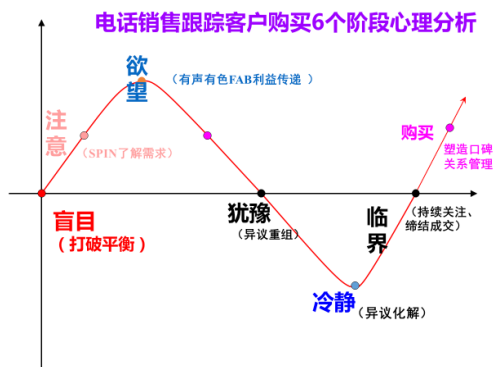 电话销售跟踪客户购买6个阶段心理分析
欲望
（有声有色FAB利益传递 ）
注意
（SPIN了解需求）
购买
塑造口碑
关系管理
盲目
（打破平衡）
犹豫
（异议重组）
临界
（持续关注、
缔结成交）
冷静
（异议化解）